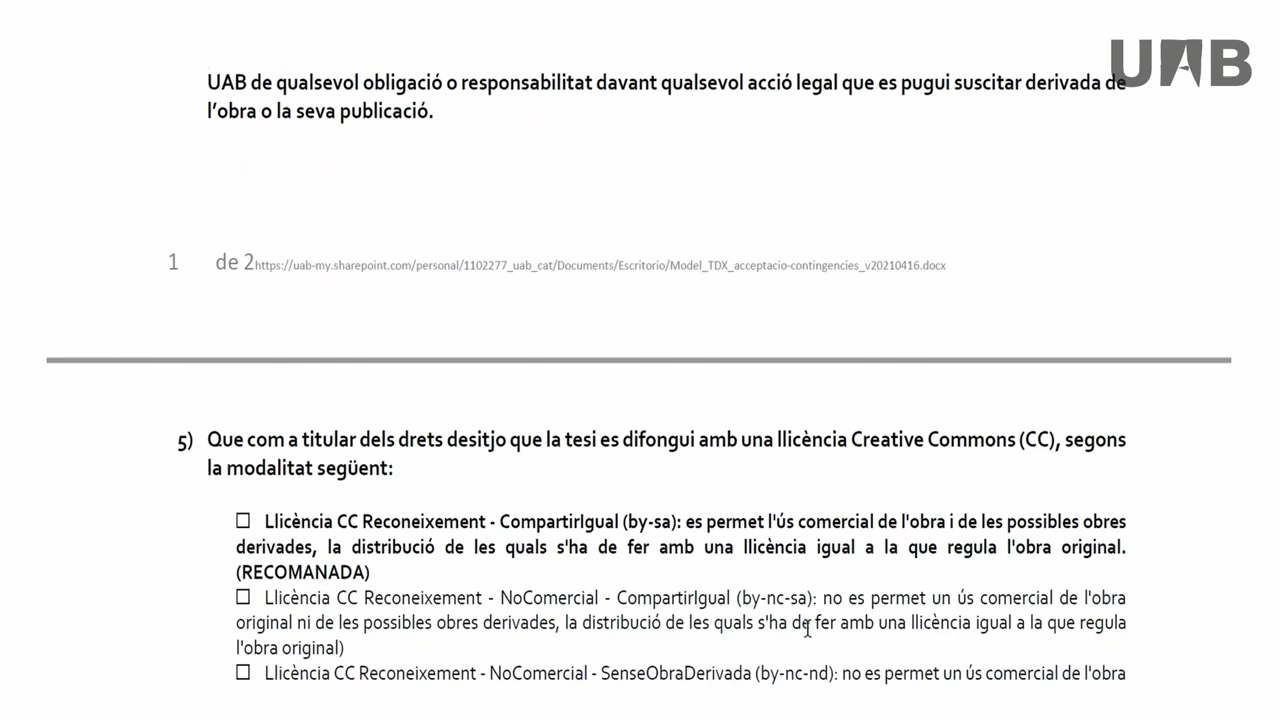 UAB
UAB de qualsevol obligació o responsabilitat davant qualsevol acció legal que es pugui suscitar derivada de
l’obra o la seva publicació.
1 de 2https://uab-my.sharepoint.com/personal/1102277_uab_cat/Documents/Escritorio/Model_TDX_acceptacio-contingencies_v20210416.docx
5) Que com a titular dels drets desitjo que la tesi es difongui amb una llicència Creative Commons (CC), segons
la modalitat següent:
☐ Llicència CC Reconeixement - CompartirIgual (by-sa): es permet l'ús comercial de l'obra i de les possibles obres
derivades, la distribució de les quals s'ha de fer amb una llicència igual a la que regula l'obra original.
(RECOMANADA)
☐ Llicència CC Reconeixement - NoComercial - CompartirIgual (by-nc-sa): no es permet un ús comercial de l'obra
original ni de les possibles obres derivades, la distribució de les quals s'ha de fer amb una llicència igual a la que regula
l'obra original)
☐ Llicència CC Reconeixement - NoComercial - SenseObraDerivada (by-nc-nd): no es permet un ús comercial de l'obra